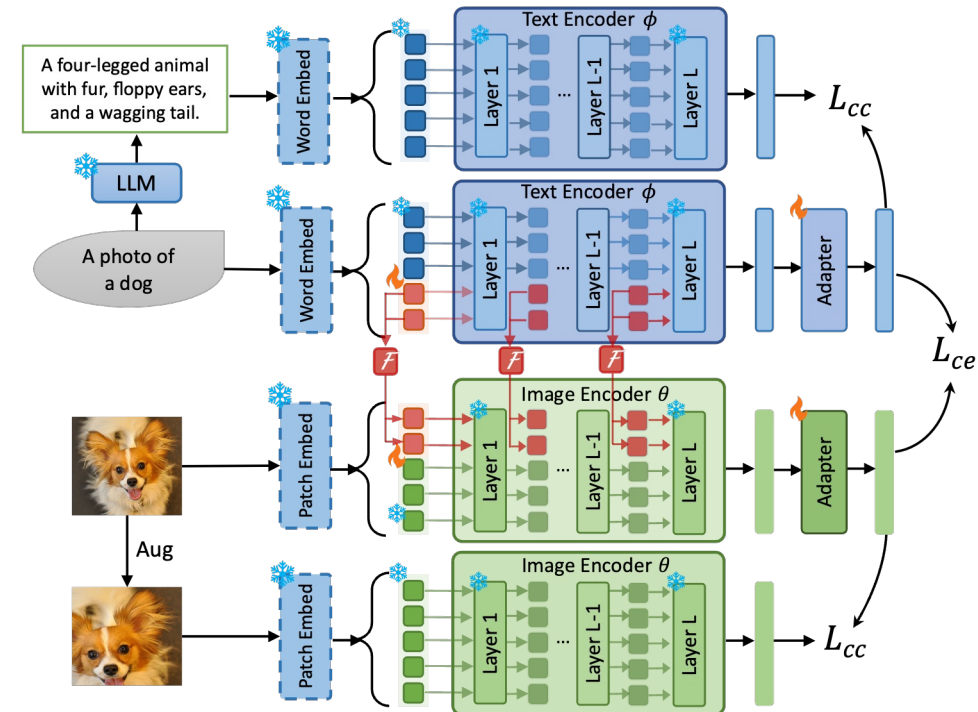 Text Encoder ϕ
A four-legged animal
with fur, floppy ears,
and a wagging tail.
Word Embed
Layer 1
...
Layer L-1
Layer L
L_cc
LLM
A photo of
a dog
Word Embed
Text Encoder ϕ
Layer 1
...
Layer L-1
Layer L
Adapter
L_ce
F
F
F
Patch Embed
Image Encoder θ
Layer 1
...
Layer L-1
Layer L
Adapter
Aug
Patch Embed
Image Encoder θ
Layer 1
...
Layer L-1
Layer L
L_cc